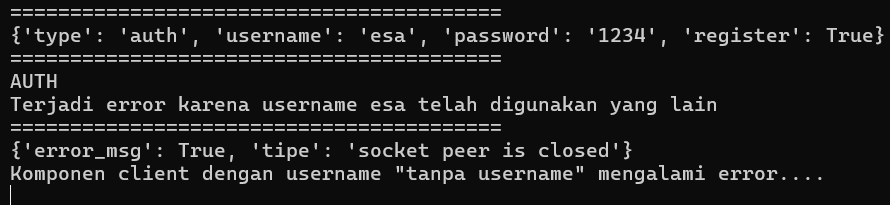 =========================================
{'type': 'auth', 'username': 'esa', 'password': '1234', 'register': True}
=========================================
AUTH
Terjadi error karena username esa telah digunakan yang lain
=========================================
{'error_msg': True, 'tipe': 'socket peer is closed'}
Komponen client dengan username "tanpa username" mengalami error....